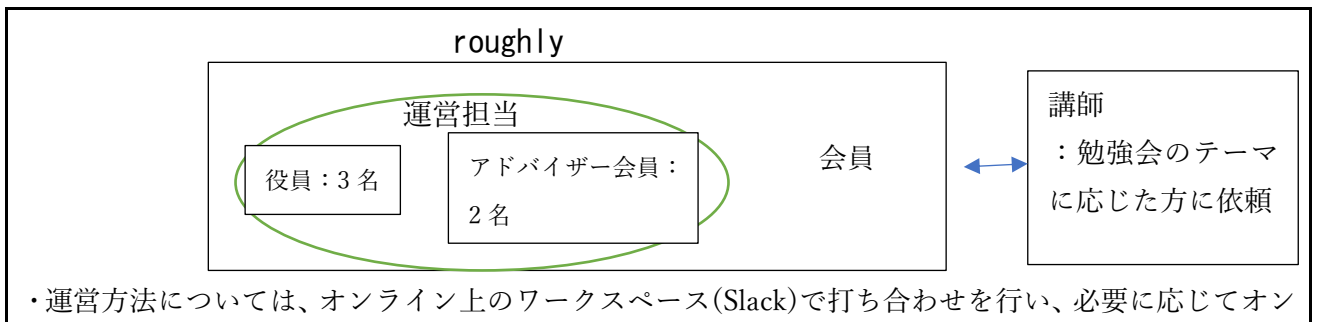 roughly
運営担当
役員：3 名
アドバイザー会員：
2 名
会員
講師
：勉強会のテーマ
に応じた方に依頼
・運営方法については、オンライン上のワークスペース(Slack)で打ち合わせを行い、必要に応じてオン